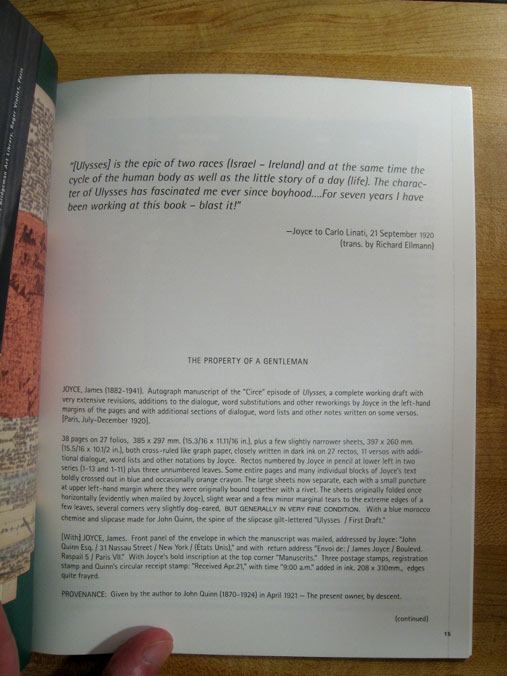 Bridgeman Art Library, Roger Viollet, Paris
"[Ulysses] is the epic of two races (Israel – Ireland) and at the same time the
cycle of the human body as well as the little story of a day (life). The charac-
ter of Ulysses has fascinated me ever since boyhood....For seven years I have
been working at this book – blast it!"
—Joyce to Carlo Linati, 21 September 1920
(trans. by Richard Ellmann)
THE PROPERTY OF A GENTLEMAN
JOYCE, James (1882-1941). Autograph manuscript of the "Circe" episode of Ulysses, a complete working draft with
very extensive revisions, additions to the dialogue, word substitutions and other reworkings by Joyce in the left-hand
margins of the pages and with additional sections of dialogue, word lists and other notes written on some versos.
[Paris, July-December 1920].
38 pages on 27 folios, 385 x 297 mm. (15.3/16 x 11.11/16 in.), plus a few slightly narrower sheets, 397 x 260 mm.
(15.5/16 x 10.1/2 in.), both cross-ruled like graph paper, closely written in dark ink on 27 rectos, 11 versos with addi-
tional dialogue, word lists and other notations by Joyce. Rectos numbered by Joyce in pencil at lower left in two
series (1-13 and 1-11) plus three unnumbered leaves. Some entire pages and many individual blocks of Joyce's text
boldly crossed out in blue and occasionally orange crayon. The large sheets now separate, each with a small puncture
at upper left-hand margin where they were originally bound together with a rivet. The sheets originally folded once
horizontally (evidently when mailed by Joyce), slight wear and a few minor marginal tears to the extreme edges of a
few leaves, several corners very slightly dog-eared, BUT GENERALLY IN VERY FINE CONDITION. With a blue morocco
chemise and slipcase made for John Quinn, the spine of the slipcase gilt-lettered "Ulysses / First Draft."
[With] JOYCE, James. Front panel of the envelope in which the manuscript was mailed, addressed by Joyce: "John
Quinn Esq. / 31 Nassau Street / New York / (États Unis)," and with return address "Envoi de: / James Joyce / Boulevd.
Raspail 5 / Paris VII." With Joyce's bold inscription at the top corner "Manuscrits." Three postage stamps, registration
stamp and Quinn's circular receipt stamp: "Received Apr.21," with time "9:00 a.m." added in ink. 208 x 310mm., edges
quite frayed.
PROVENANCE: Given by the author to John Quinn (1870-1924) in April 1921 — The present owner, by descent.
(continued)
15